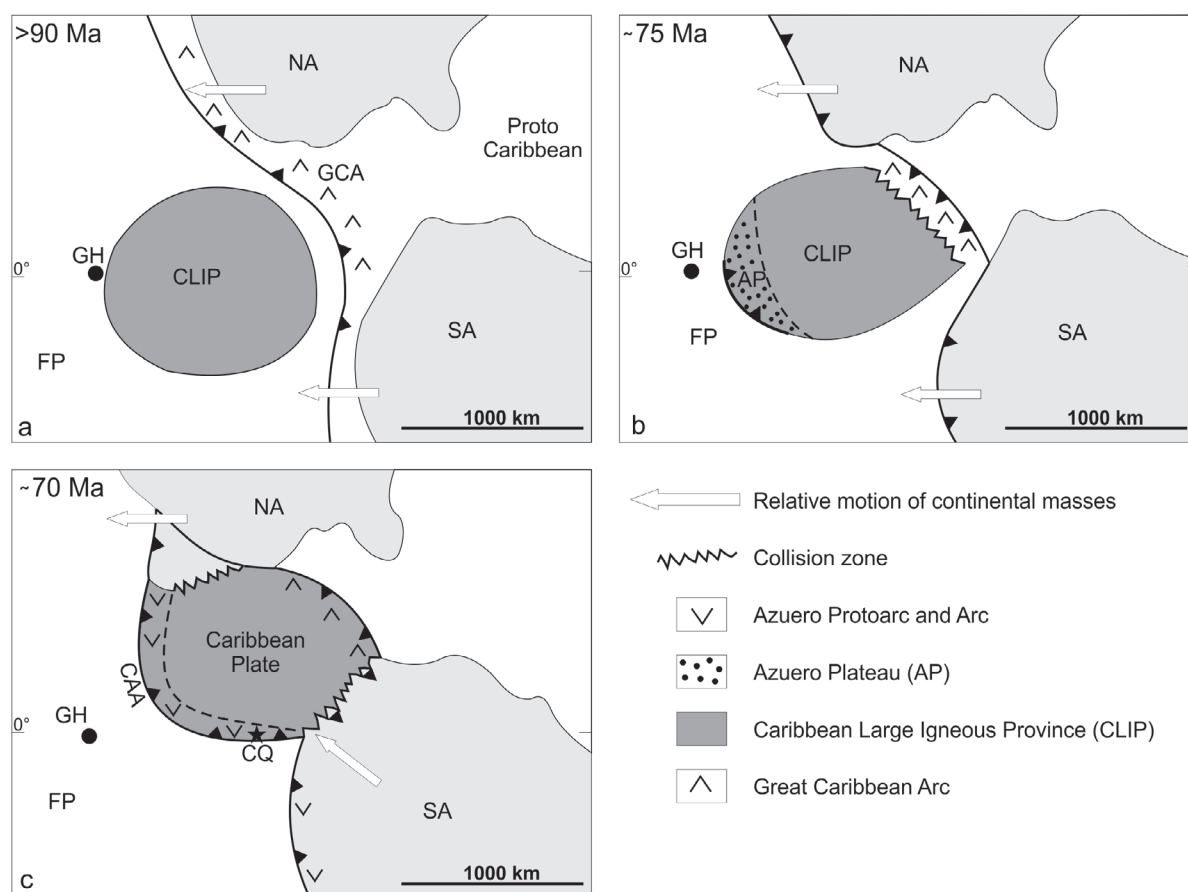 >90 Ma
NA
Proto
Caribbean
GCA
GH
0°
CLIP
FP
SA
1000 km
a
~75 Ma
NA
GH
CLIP
0°
AP
FP
SA
1000 km
b
~70 Ma
NA
Caribbean
Plate
CAA
GH
0°
CQ
FP
SA
1000 km
c
Relative motion of continental masses
Collision zone
Azuero Protoarc and Arc
Azuero Plateau (AP)
Caribbean Large Igneous Province (CLIP)
Great Caribbean Arc